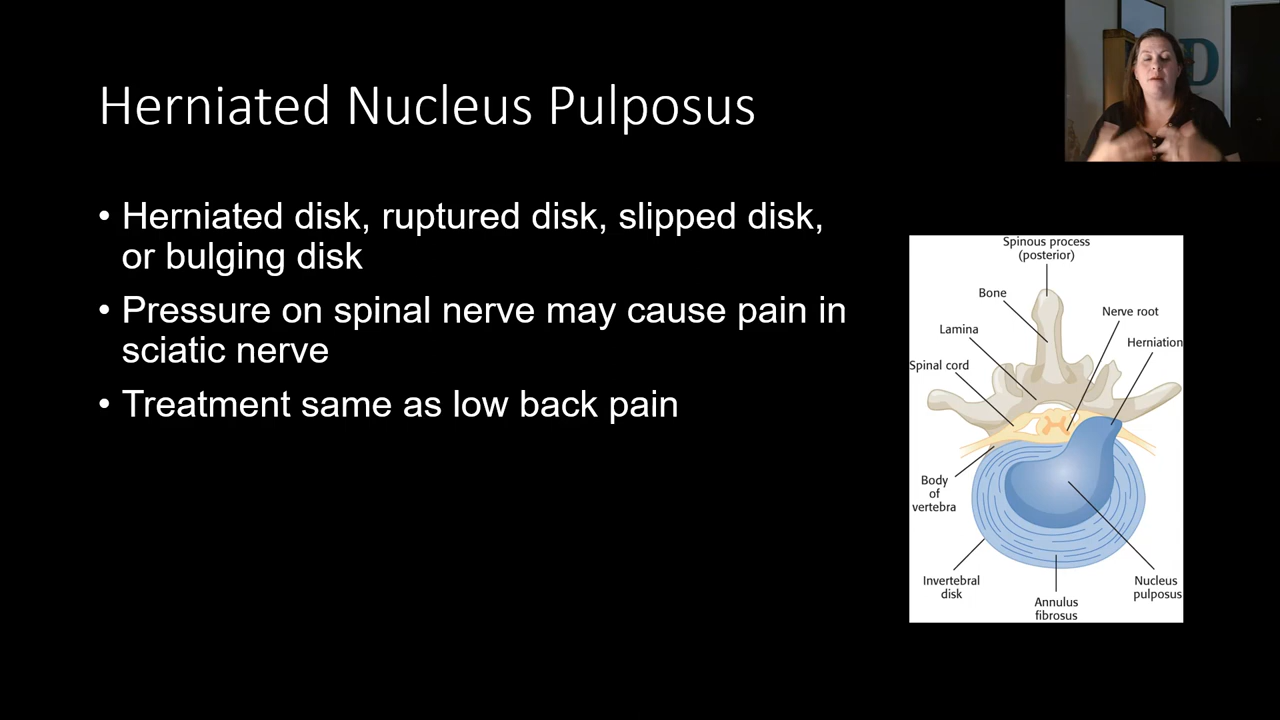 Herniated Nucleus Pulposus
• Herniated disk, ruptured disk, slipped disk,
or bulging disk
• Pressure on spinal nerve may cause pain in
sciatic nerve
• Treatment same as low back pain
Spinous process
(posterior)
Bone
Nerve root
Lamina
Herniation
Spinal cord
Body
of
vertebra
Invertebral
disk
Nucleus
pulposus
Annulus
fibrosus
D